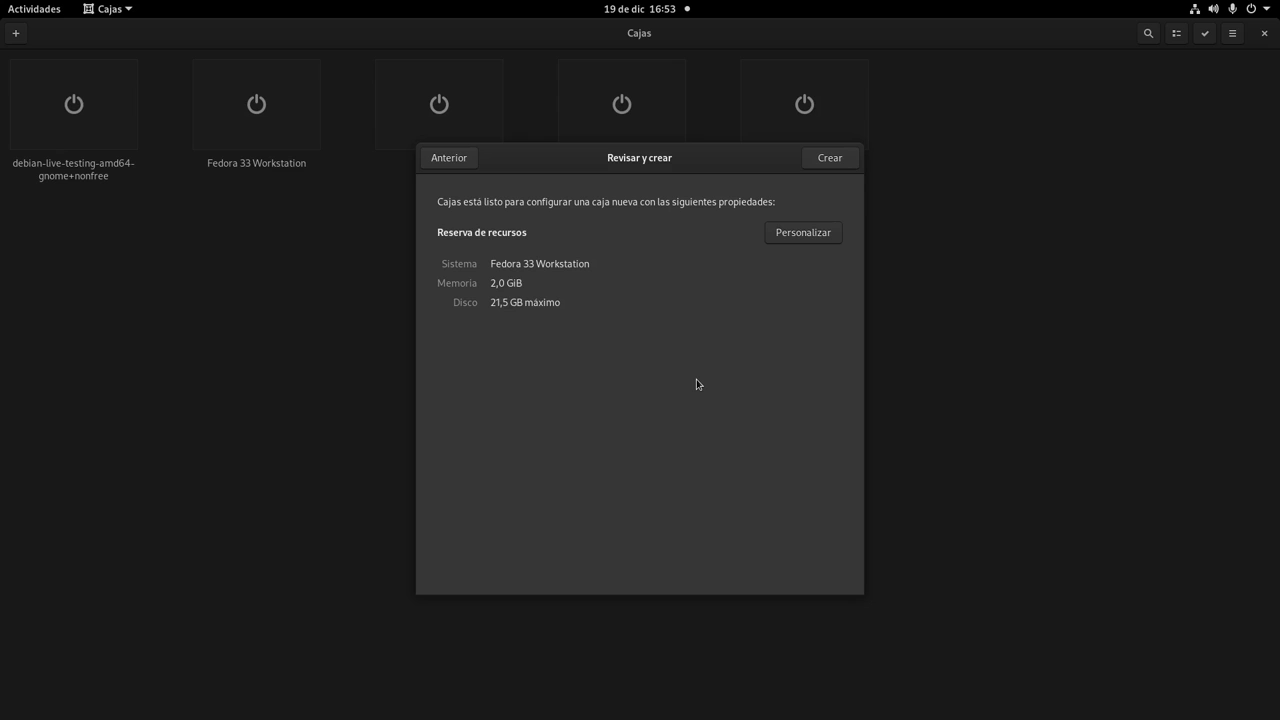 Actividades
Cajas
19 de dic 16:53
Cajas
debian-live-testing-amd64-
gnome+nonfree
Fedora 33 Workstation
Anterior
Revisar y crear
Crear
Cajas está listo para configurar una caja nueva con las siguientes propiedades:
Reserva de recursos
Personalizar
Sistema Fedora 33 Workstation
Memoria 2,0 GiB
Disco 21,5 GB máximo